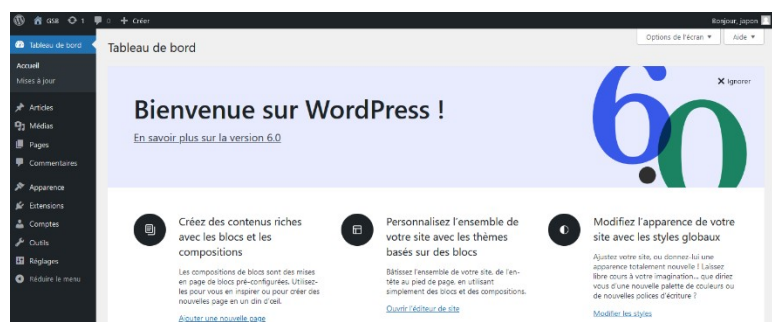 GSB 1 0 + Créer Bonjour, japon
Tableau de bord
Accueil
Mises à jour
Articles
Médias
Pages
Commentaires
Apparence
Extensions
Comptes
Outils
Réglages
Réduire le menu
Options de l'écran ▼ Aide ▼
Tableau de bord
Ignorer
Bienvenue sur WordPress !
En savoir plus sur la version 6.0
6.0
Créez des contenus riches
avec les blocs et les
compositions
Les compositions de blocs sont des mises
en page de blocs pré-configurées. Utilisez-
les pour vous en inspirer ou pour créer des
nouvelles page en un din d'œil.
Ajouter une nouvelle page
Personnalisez l'ensemble de
votre site avec les thèmes
basés sur des blocs
Bâtissez l'ensemble de votre site, de l'en-
tête au pied de page, en utilisant
simplement des blocs et des compositions.
Ouvrir l'éditeur de site
Modifiez l'apparence de votre
site avec les styles globaux
Ajustez votre site, ou donnez-lui une
apparence totalement nouvelle ! Laissez
libre cours à votre imagination… que diriez
vous d'une nouvelle palette de couleurs ou
de nouvelles polices d'écriture ?
Modifier les styles